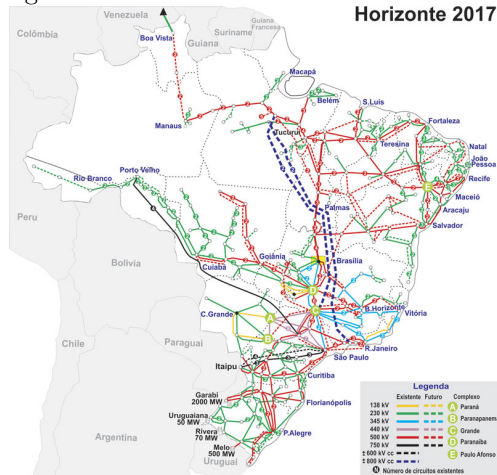 Horizonte 2017
Venezuela
Colômbia
Guiana
Suriname
Guiana
Francesa
Boa Vista
Macapá
Belém
S.Luis
Manaus
Tucuruí
Fortaleza
Teresina
Natal
João
Pessoa
Recife
Maceió
Aracaju
Salvador
E
Porto Velho
Rio Branco
Palmas
Peru
Bolivia
Cuiabá
Goiânia
Brasília
D
C
B.Horizonte
Vitória
C.Grande
A
B
R.Janeiro
São Paulo
Chile
Paraguai
Itaipu
Curitiba
Garabi
2000 MW
Florianópolis
Uruguaiana
50 MW
Rivera
70 MW
P.Alegre
Melo
500 MW
Argentina
Uruguai
Legenda
Existente Futuro Complexo
138 kV A Paraná
230 kV B Paranapanema
345 kV
440 kV C Grande
500 kV D Paranaíba
750 kV E Paulo Afonso
± 600 kV cc
± 800 kV cc
N Número de circuitos existentes